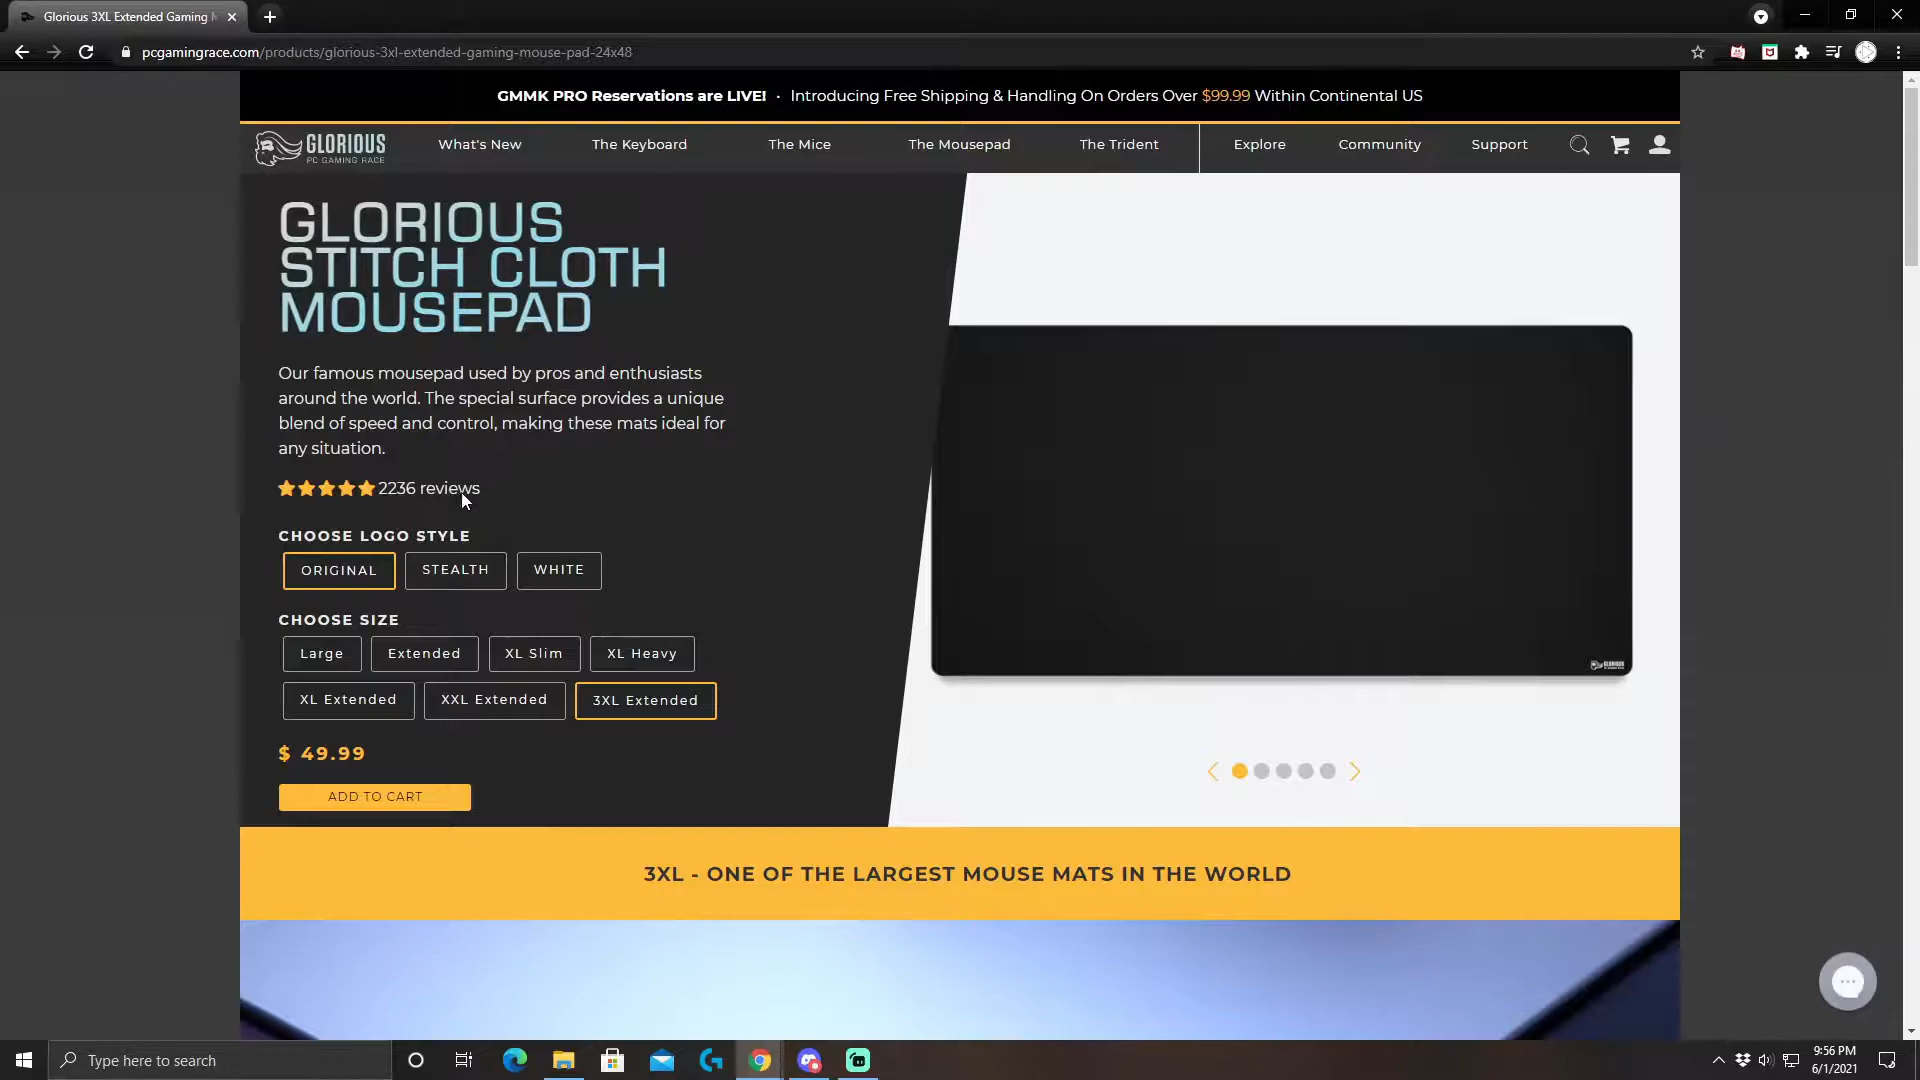 Glorious 3XL Extended Gaming M
pcgamingrace.com/products/glorious-3xl-extended-gaming-mouse-pad-24x48
GMMK PRO Reservations are LIVE! · Introducing Free Shipping & Handling On Orders Over $99.99 Within Continental US
GLORIOUS
PC GAMING RACE
What's New
The Keyboard
The Mice
The Mousepad
The Trident
Explore
Community
Support
GLORIOUS
STITCH CLOTH
MOUSEPAD
Our famous mousepad used by pros and enthusiasts
around the world. The special surface provides a unique
blend of speed and control, making these mats ideal for
any situation.
2236 reviews
CHOOSE LOGO STYLE
ORIGINAL
STEALTH
WHITE
CHOOSE SIZE
Large
Extended
XL Slim
XL Heavy
XL Extended
XXL Extended
3XL Extended
$ 49.99
ADD TO CART
GLORIOUS
3XL - ONE OF THE LARGEST MOUSE MATS IN THE WORLD
Type here to search
9:56 PM
6/1/2021